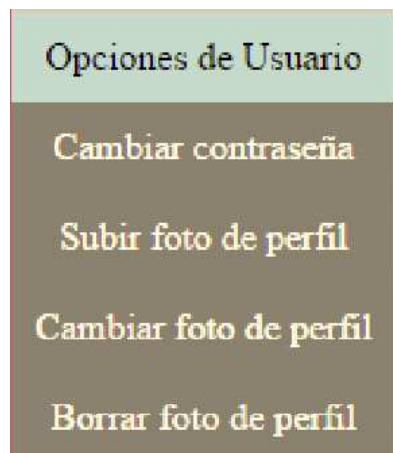 Opciones de Usuario
Cambiar contraseña
Subir foto de perfil
Cambiar foto de perfil
Borrar foto de perfil